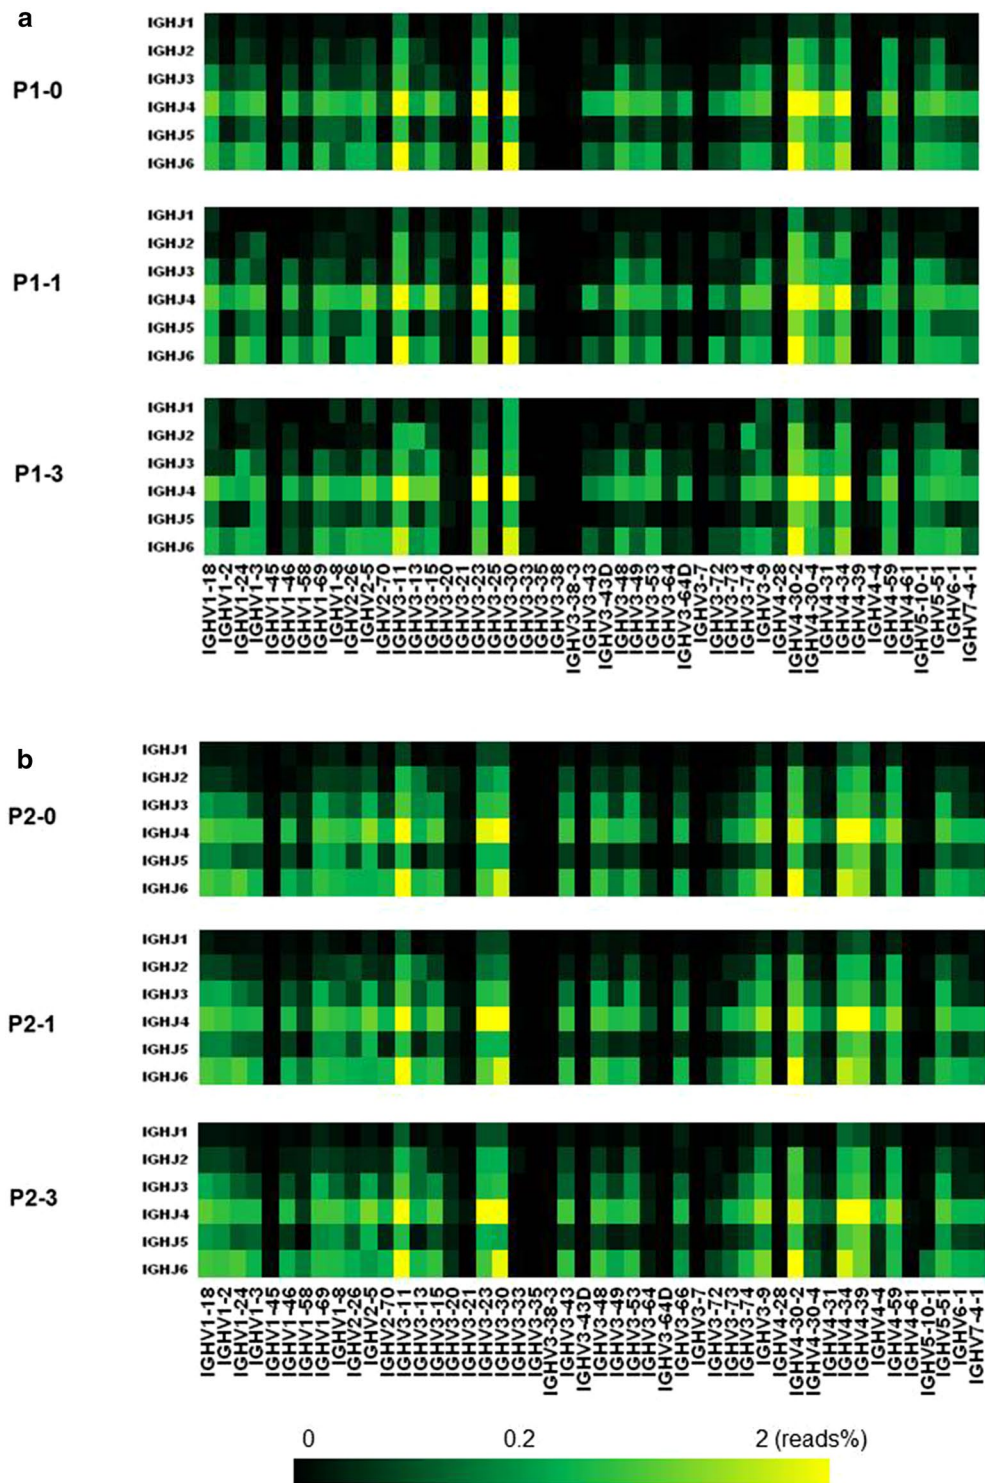 a
P1-0
IGHJ1
IGHJ2
IGHJ3
IGHJ4
IGHJ5
IGHJ6
P1-1
IGHJ1
IGHJ2
IGHJ3
IGHJ4
IGHJ5
IGHJ6
P1-3
IGHJ1
IGHJ2
IGHJ3
IGHJ4
IGHJ5
IGHJ6
IGHV1-18
IGHV1-2
IGHV1-24
IGHV1-3
IGHV1-45
IGHV1-46
IGHV1-58
IGHV1-69
IGHV1-8
IGHV2-26
IGHV2-5
IGHV2-70
IGHV3-11
IGHV3-13
IGHV3-15
IGHV3-20
IGHV3-21
IGHV3-23
IGHV3-25
IGHV3-30
IGHV3-33
IGHV3-35
IGHV3-38
IGHV3-38-3
IGHV3-43
IGHV3-43D
IGHV3-48
IGHV3-49
IGHV3-53
IGHV3-64
IGHV3-64D
IGHV3-7
IGHV3-72
IGHV3-73
IGHV3-74
IGHV3-9
IGHV4-28
IGHV4-30-2
IGHV4-30-4
IGHV4-31
IGHV4-34
IGHV4-39
IGHV4-4
IGHV4-59
IGHV4-61
IGHV5-10-1
IGHV5-51
IGHV6-1
IGHV7-4-1
b
P2-0
IGHJ1
IGHJ2
IGHJ3
IGHJ4
IGHJ5
IGHJ6
P2-1
IGHJ1
IGHJ2
IGHJ3
IGHJ4
IGHJ5
IGHJ6
P2-3
IGHJ1
IGHJ2
IGHJ3
IGHJ4
IGHJ5
IGHJ6
IGHV1-18
IGHV1-2
IGHV1-24
IGHV1-3
IGHV1-45
IGHV1-46
IGHV1-58
IGHV1-69
IGHV1-8
IGHV2-26
IGHV2-5
IGHV2-70
IGHV3-11
IGHV3-13
IGHV3-15
IGHV3-20
IGHV3-21
IGHV3-23
IGHV3-30
IGHV3-33
IGHV3-35
IGHV3-38-3
IGHV3-43
IGHV3-43D
IGHV3-48
IGHV3-49
IGHV3-53
IGHV3-64
IGHV3-64D
IGHV3-66
IGHV3-7
IGHV3-72
IGHV3-73
IGHV3-74
IGHV3-9
IGHV4-28
IGHV4-30-2
IGHV4-30-4
IGHV4-31
IGHV4-34
IGHV4-39
IGHV4-4
IGHV4-59
IGHV4-61
IGHV5-10-1
IGHV5-51
IGHV6-1
IGHV7-4-1
0 0.2 2 (reads%)